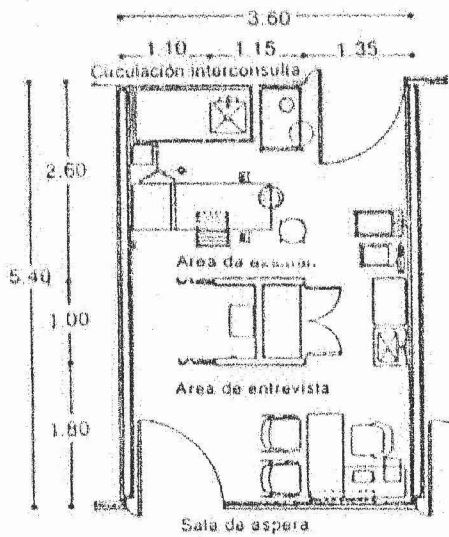 3.60
1.10 1.15 1.35
Circulación interconsulta
2.60
5.40
Area de examen
1.00
Area de entrevista
1.80
Sala de espera